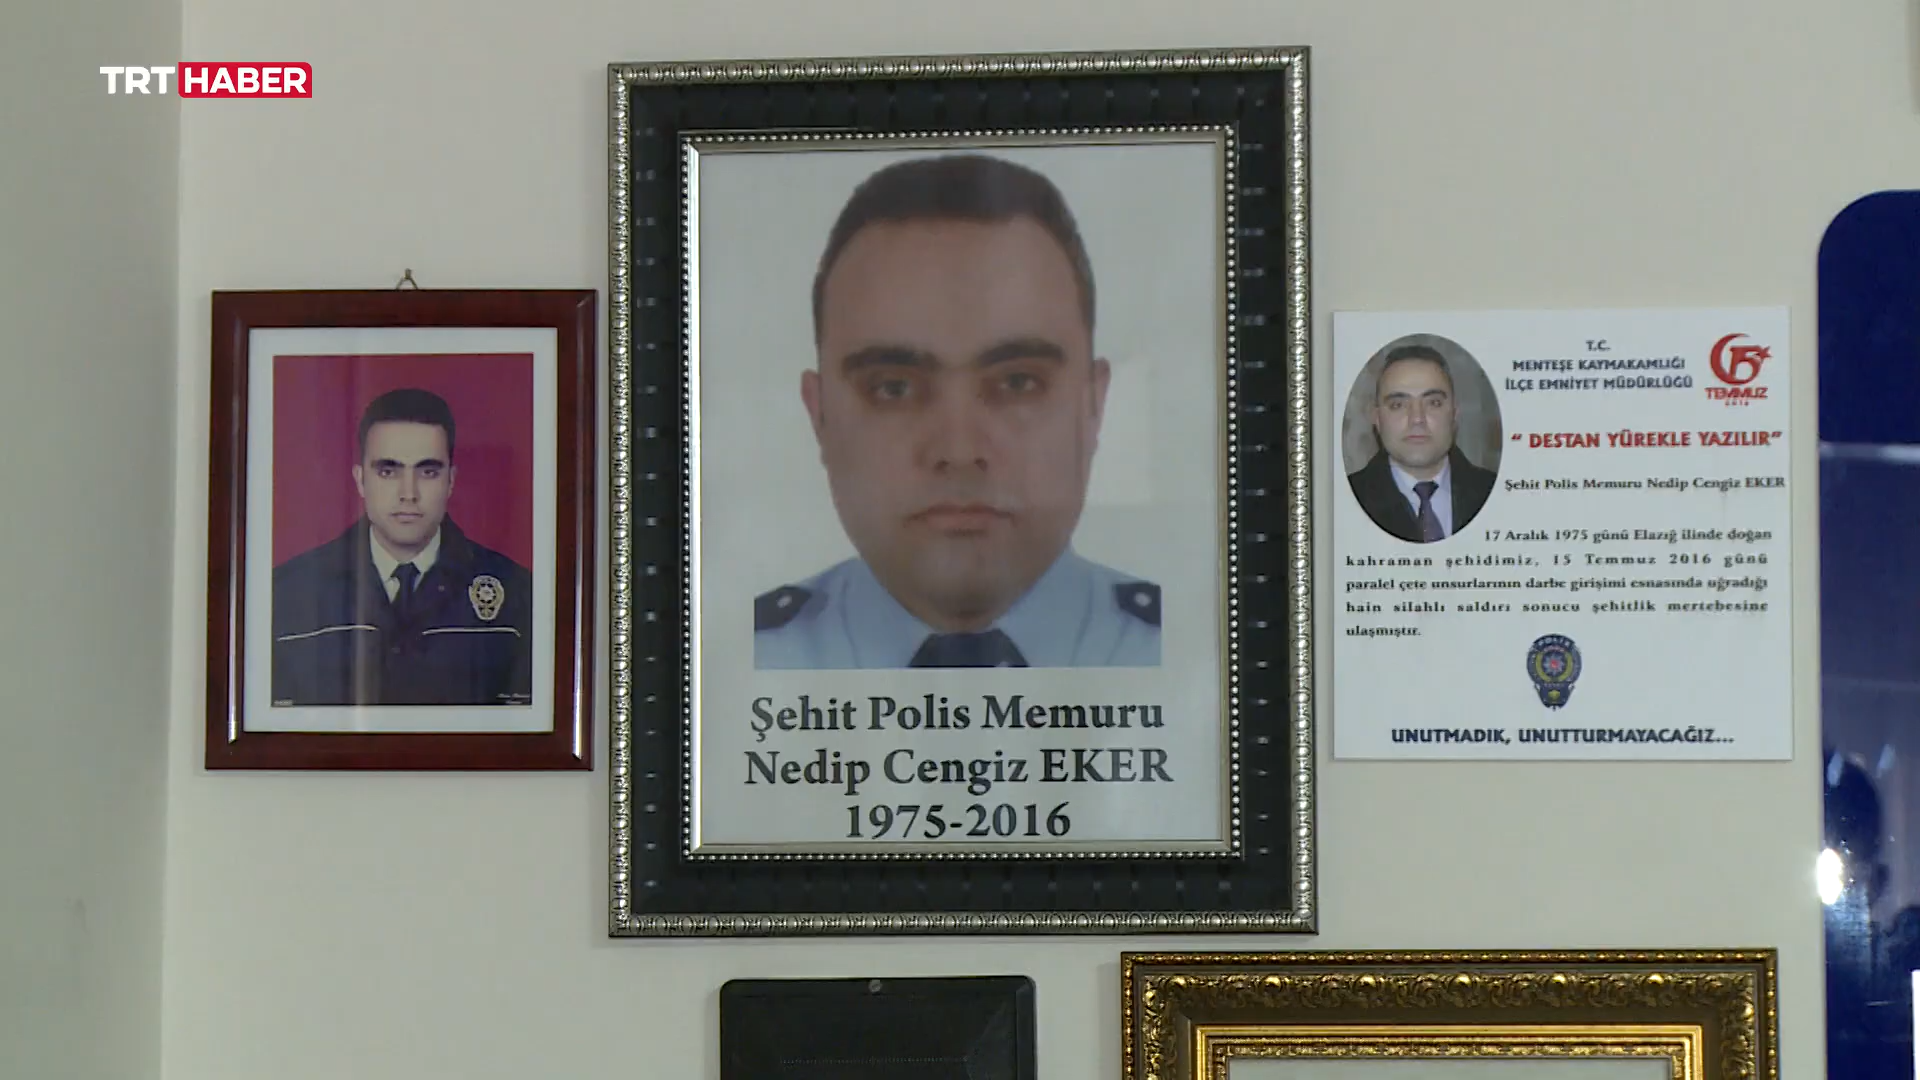 TRT HABER
Şehit Polis Memuru
Nedip Cengiz EKER
1975-2016
T.C.
MENTEŞE KAYMAKAMLIĞI
İLÇE EMNİYET MÜDÜRLÜĞÜ
15
TEMMUZ
2016
“ DESTAN YÜREKLE YAZILIR”
Şehit Polis Memuru Nedip Cengiz EKER
17 Aralık 1975 günü Elazığ ilinde doğan
kahraman şehidimiz, 15 Temmuz 2016 günü
paralel çete unsurlarının darbe girişimi esnasında uğradığı
hain silahlı saldırı sonucu şehitlik mertebesine
ulaşmıştır.
POLİS
UNUTMADIK, UNUTTURMAYACAĞIZ...